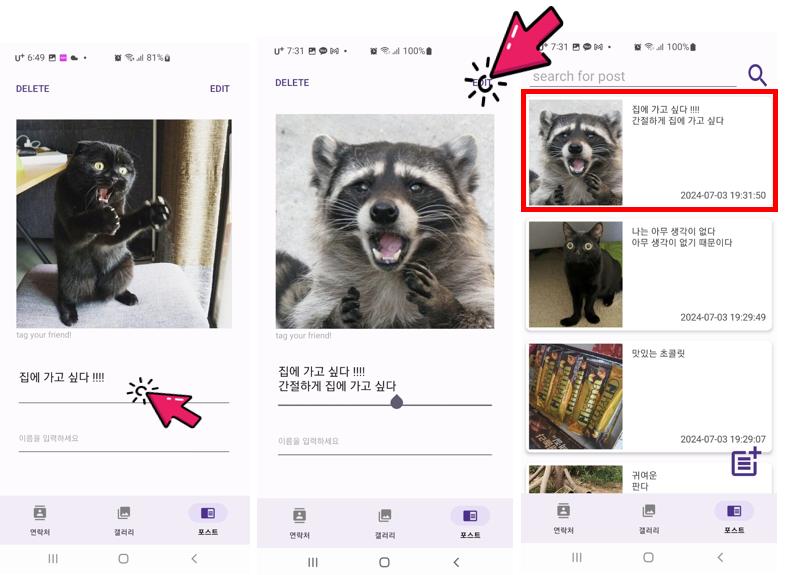 U+ 6:49
81%
DELETE
EDIT
tag your friend!
집에 가고 싶다 !!!!
이름을 입력하세요
연락처
갤러리
포스트
U+ 7:31
100%
DELETE
EDIT
tag your friend!
집에 가고 싶다 !!!!
간절하게 집에 가고 싶다
이름을 입력하세요
연락처
갤러리
포스트
7:31
100%
search for post
집에 가고 싶다 !!!!
간절하게 집에 가고 싶다
2024-07-03 19:31:50
나는 아무 생각이 없다
아무 생각이 없기 때문이다
2024-07-03 19:29:49
맛있는 초콜릿
2024-07-03 19:29:07
귀여운
판다
연락처
갤러리
포스트